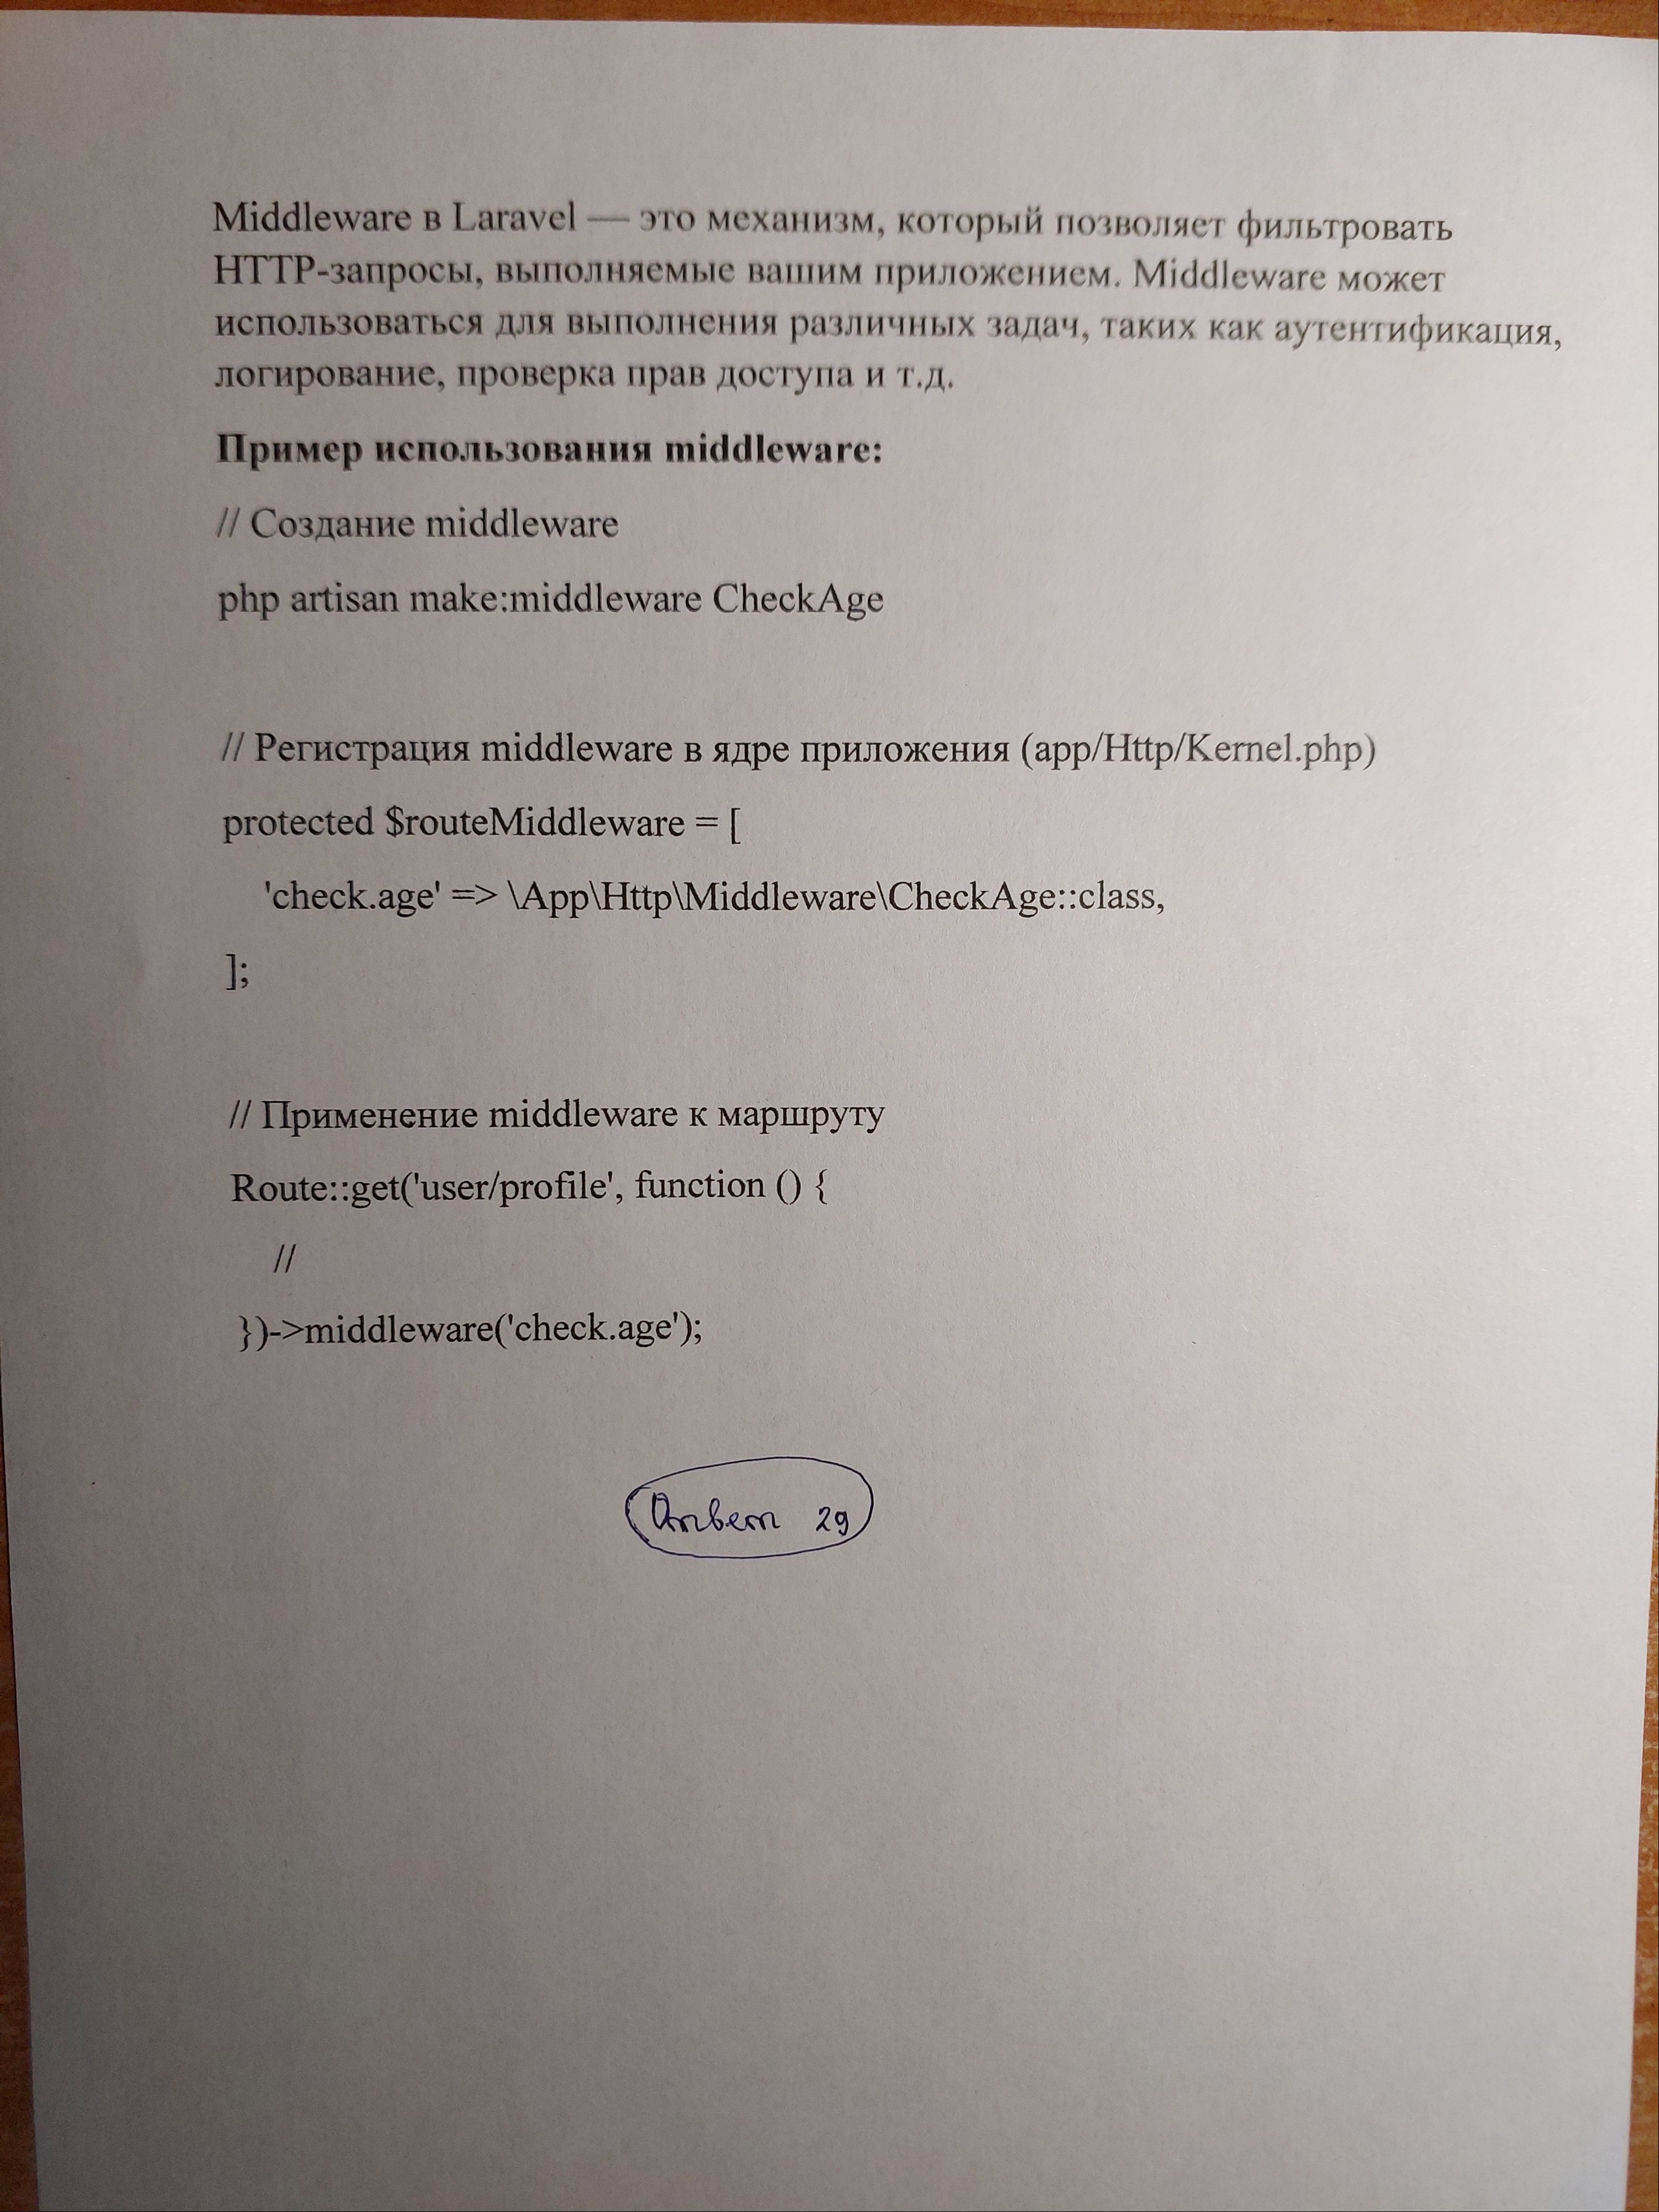 Middleware в Laravel — это механизм, который позволяет фильтровать
HTTP-запросы, выполняемые вашим приложением. Middleware может
использоваться для выполнения различных задач, таких как аутентификация,
логирование, проверка прав доступа и т.д.
Пример использования middleware:
// Создание middleware
php artisan make:middleware CheckAge
// Регистрация middleware в ядре приложения (app/Http/Kernel.php)
protected $routeMiddleware = [
'check.age' => \App\Http\Middleware\CheckAge::class,
];
// Применение middleware к маршруту
Route::get('user/profile', function () {
//
})->middleware('check.age');
Ответ 29